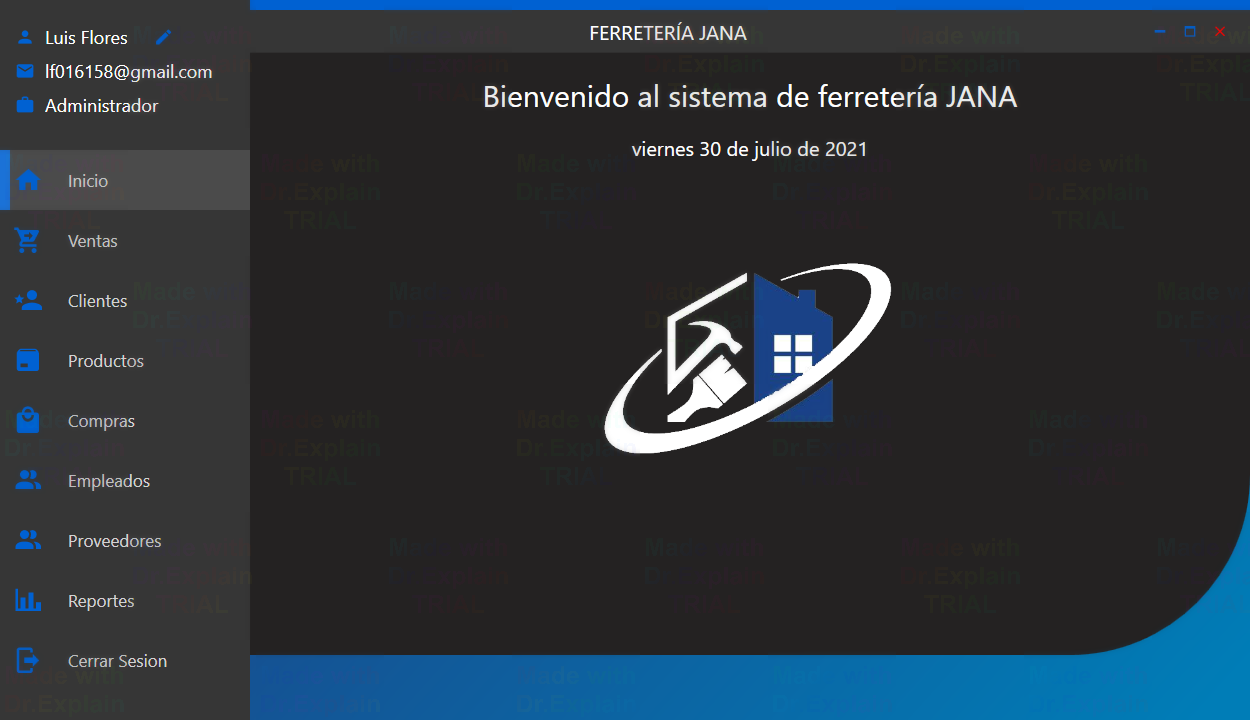 Luis Flores
lf016158@gmail.com
Administrador
Inicio
Ventas
Clientes
Productos
Compras
Empleados
Proveedores
Reportes
Cerrar Sesion
FERRETERÍA JANA
Bienvenido al sistema de ferretería JANA
viernes 30 de julio de 2021
Made with
Dr.Explain
TRIAL